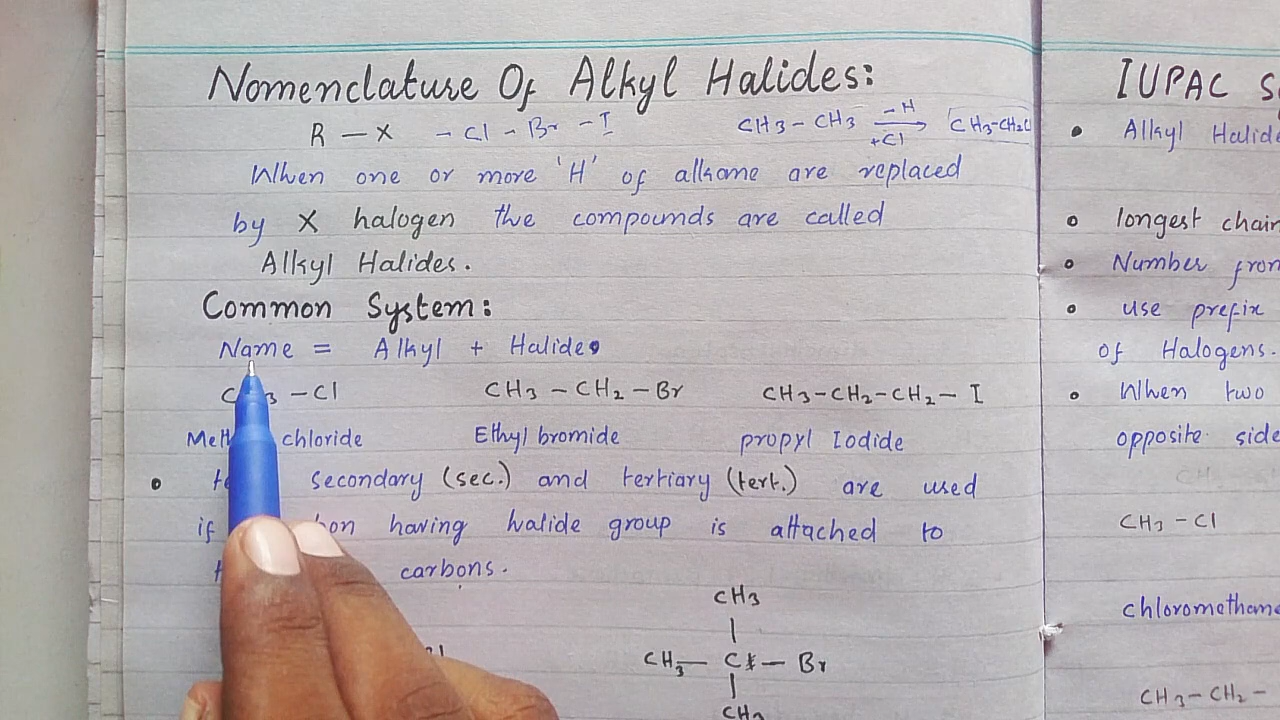 Nomenclature Of Alkyl Halides:
R — X - Cl - Br - I CH3 - CH3 -H +Cl → CH3-CH2Cl
When one or more 'H' of alkane are replaced
by X halogen the compounds are called
Alkyl Halides.
Common System:
Name = Alkyl + Halide
- Cl CH3 - CH2 - Br CH3-CH2-CH2- I
chloride Ethyl bromide propyl Iodide
• secondary (sec.) and tertiary (tert.) are used
if having halide group is attached to
carbons.
CH3
|
CH3 — C — Br
|
CH3
IUPAC
• Alkyl
• longest chain
• Number from
• use prefix
of Halogens.
• When two
opposite side
CH3 - Cl
CH3 - CH2 -